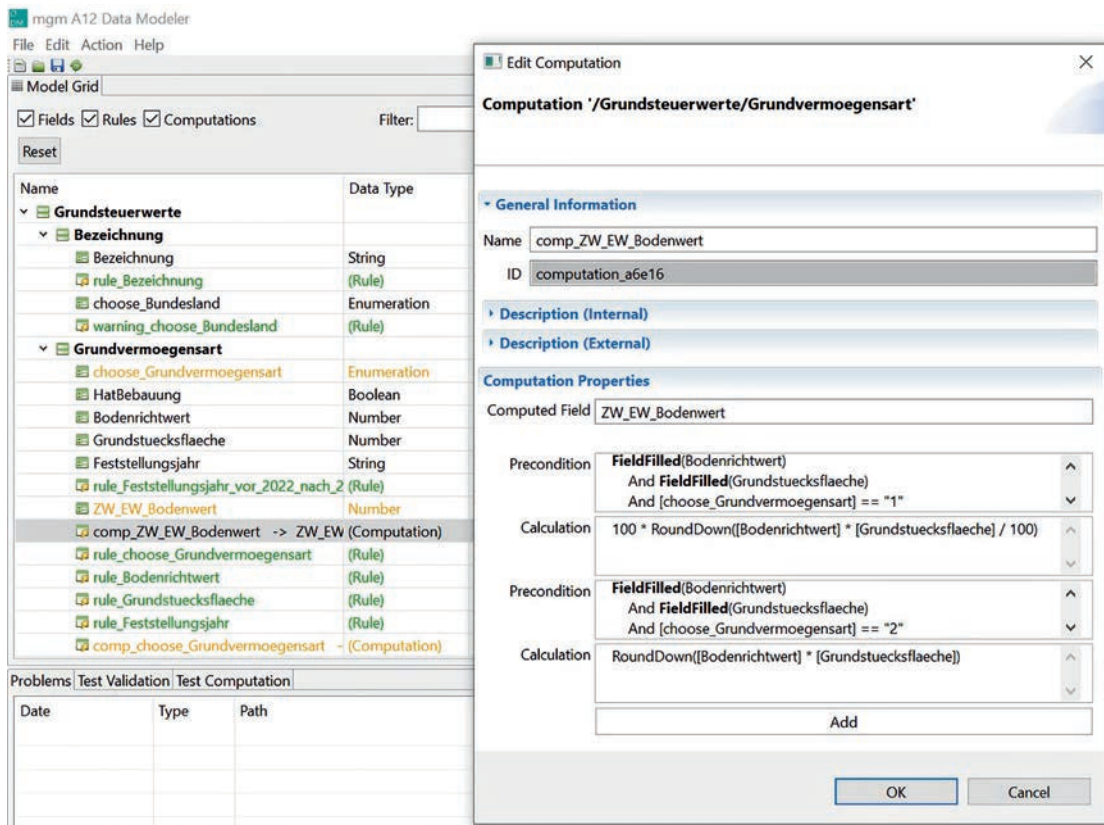 mgm A12 Data Modeler
File Edit Action Help
Model Grid
Fields Rules Computations Filter:
Reset
Name Data Type
Grundsteuerwerte
Bezeichnung
Bezeichnung String
rule_Bezeichnung (Rule)
choose_Bundesland Enumeration
warning_choose_Bundesland (Rule)
Grundvermoegensart
choose_Grundvermoegensart Enumeration
HatBebauung Boolean
Bodenrichtwert Number
Grundstuecksflaeche Number
Feststellungsjahr String
rule_Feststellungsjahr_vor_2022_nach_2 (Rule)
ZW_EW_Bodenwert Number
comp_ZW_EW_Bodenwert -> ZW_EW (Computation)
rule_choose_Grundvermoegensart (Rule)
rule_Bodenrichtwert (Rule)
rule_Grundstuecksflaeche (Rule)
rule_Feststellungsjahr (Rule)
comp_choose_Grundvermoegensart - (Computation)
Problems Test Validation Test Computation
Date Type Path
Edit Computation
Computation '/Grundsteuerwerte/Grundvermoegensart'
General Information
Name comp_ZW_EW_Bodenwert
ID computation_a6e16
Description (Internal)
Description (External)
Computation Properties
Computed Field ZW_EW_Bodenwert
Precondition FieldFilled(Bodenrichtwert)
And FieldFilled(Grundstuecksflaeche)
And [choose_Grundvermoegensart] == "1"
Calculation 100 * RoundDown([Bodenrichtwert] * [Grundstuecksflaeche] / 100)
Precondition FieldFilled(Bodenrichtwert)
And FieldFilled(Grundstuecksflaeche)
And [choose_Grundvermoegensart] == "2"
Calculation RoundDown([Bodenrichtwert] * [Grundstuecksflaeche])
Add
OK Cancel